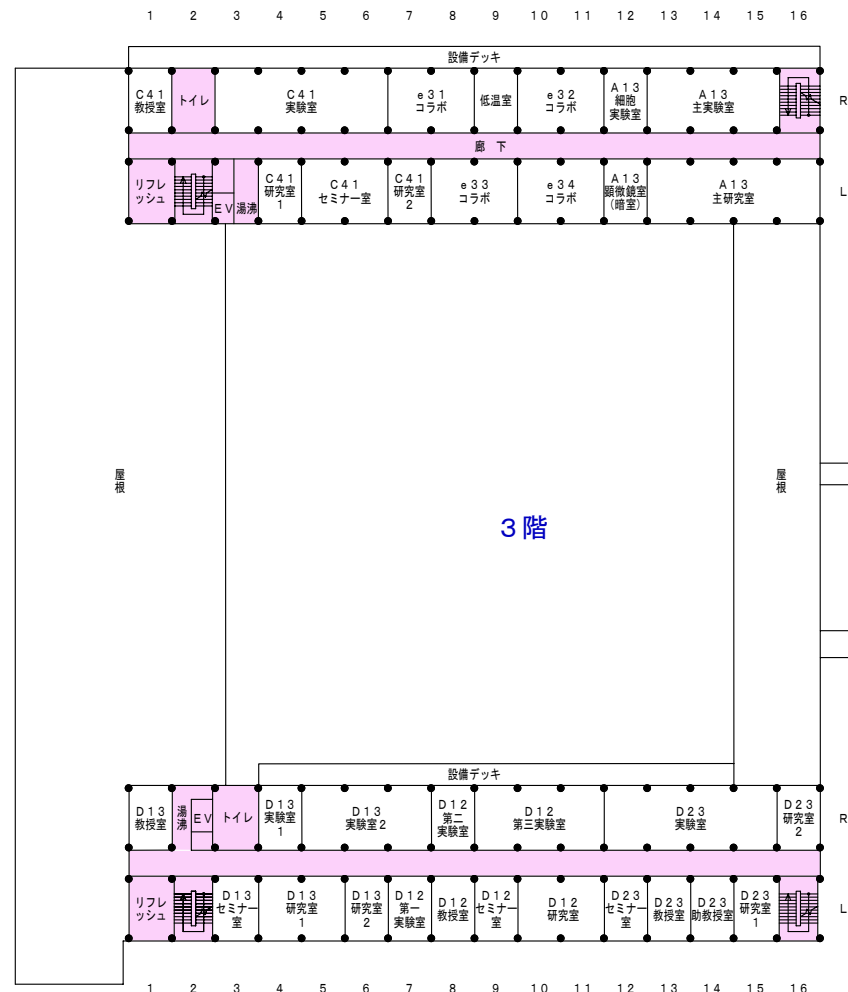 １ ２ ３ ４ ５ ６ ７ ８ ９ １０ １１ １２ １３ １４ １５ １６
設備デッキ
Ｃ４１
教授室
トイレ
Ｃ４１
実験室
ｅ３１
コラボ
低温室
ｅ３２
コラボ
Ａ１３
細胞
実験室
Ａ１３
主実験室
Ｒ
廊 下
リフレ
ッシュ
ＥＶ
湯沸
Ｃ４１
研究室
１
Ｃ４１
セミナー室
Ｃ４１
研究室
２
ｅ３３
コラボ
ｅ３４
コラボ
Ａ１３
顕微鏡室
（暗室）
Ａ１３
主研究室
Ｌ
屋根
屋根
３階
設備デッキ
Ｄ１３
教授室
湯沸
ＥＶ
トイレ
Ｄ１３
実験室
１
Ｄ１３
実験室２
Ｄ１２
第二
実験室
Ｄ１２
第三実験室
Ｄ２３
実験室
Ｄ２３
研究室
２
Ｒ
リフレ
ッシュ
Ｄ１３
セミナー
室
Ｄ１３
研究室
１
Ｄ１３
研究室
２
Ｄ１２
第一
実験室
Ｄ１２
教授室
Ｄ１２
セミナー
室
Ｄ１２
研究室
Ｄ２３
セミナー
室
Ｄ２３
教授室
Ｄ２３
助教授室
Ｄ２３
研究室
１
Ｌ
１ ２ ３ ４ ５ ６ ７ ８ ９ １０ １１ １２ １３ １４ １５ １６